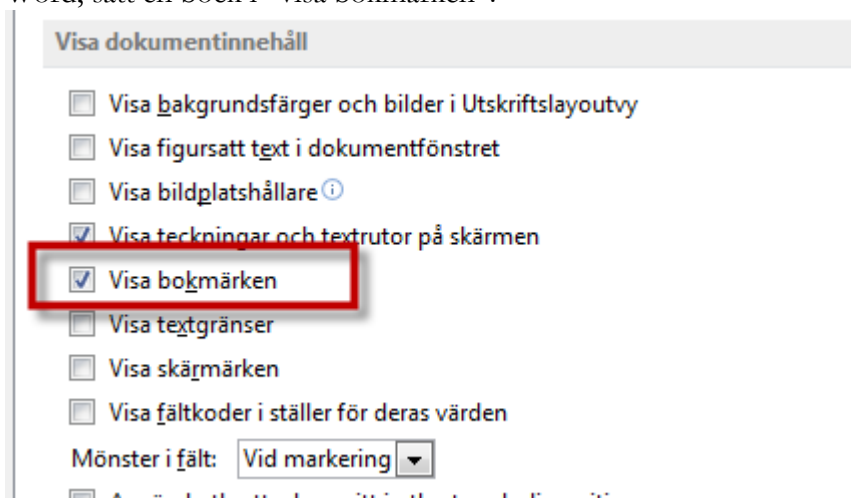 Visa dokumentinnehåll
Visa bakgrundsfärger och bilder i Utskriftslayoutvy
Visa figursatt text i dokumentfönstret
Visa bildplatshållare
Visa teckningar och textrutor på skärmen
Visa bokmärken
Visa textgränser
Visa skärmärken
Visa fältkoder i ställer för deras värden
Mönster i fält: Vid markering